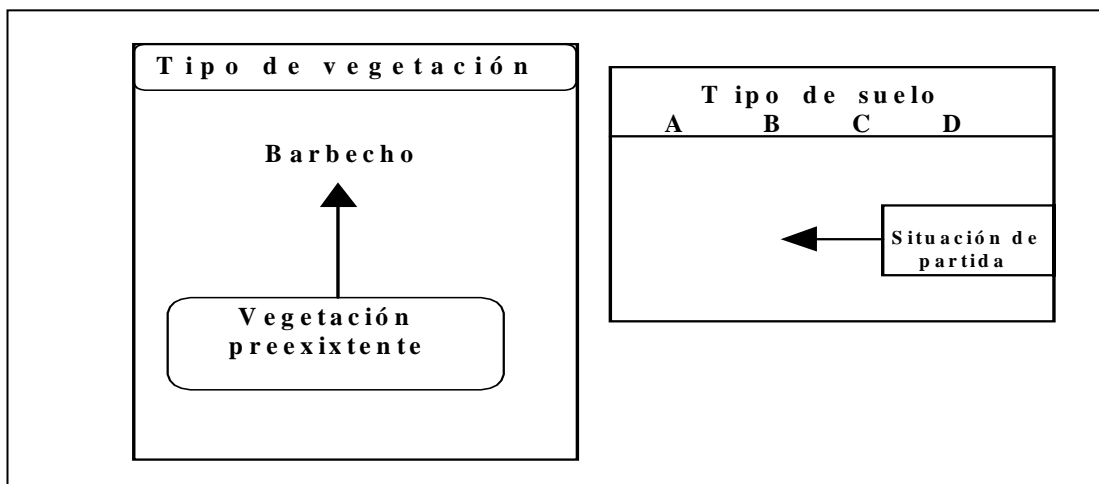 Tipo de vegetación
Barbecho
Vegetación
preexixtente
Tipo de suelo
A B C D
Situación de
partida